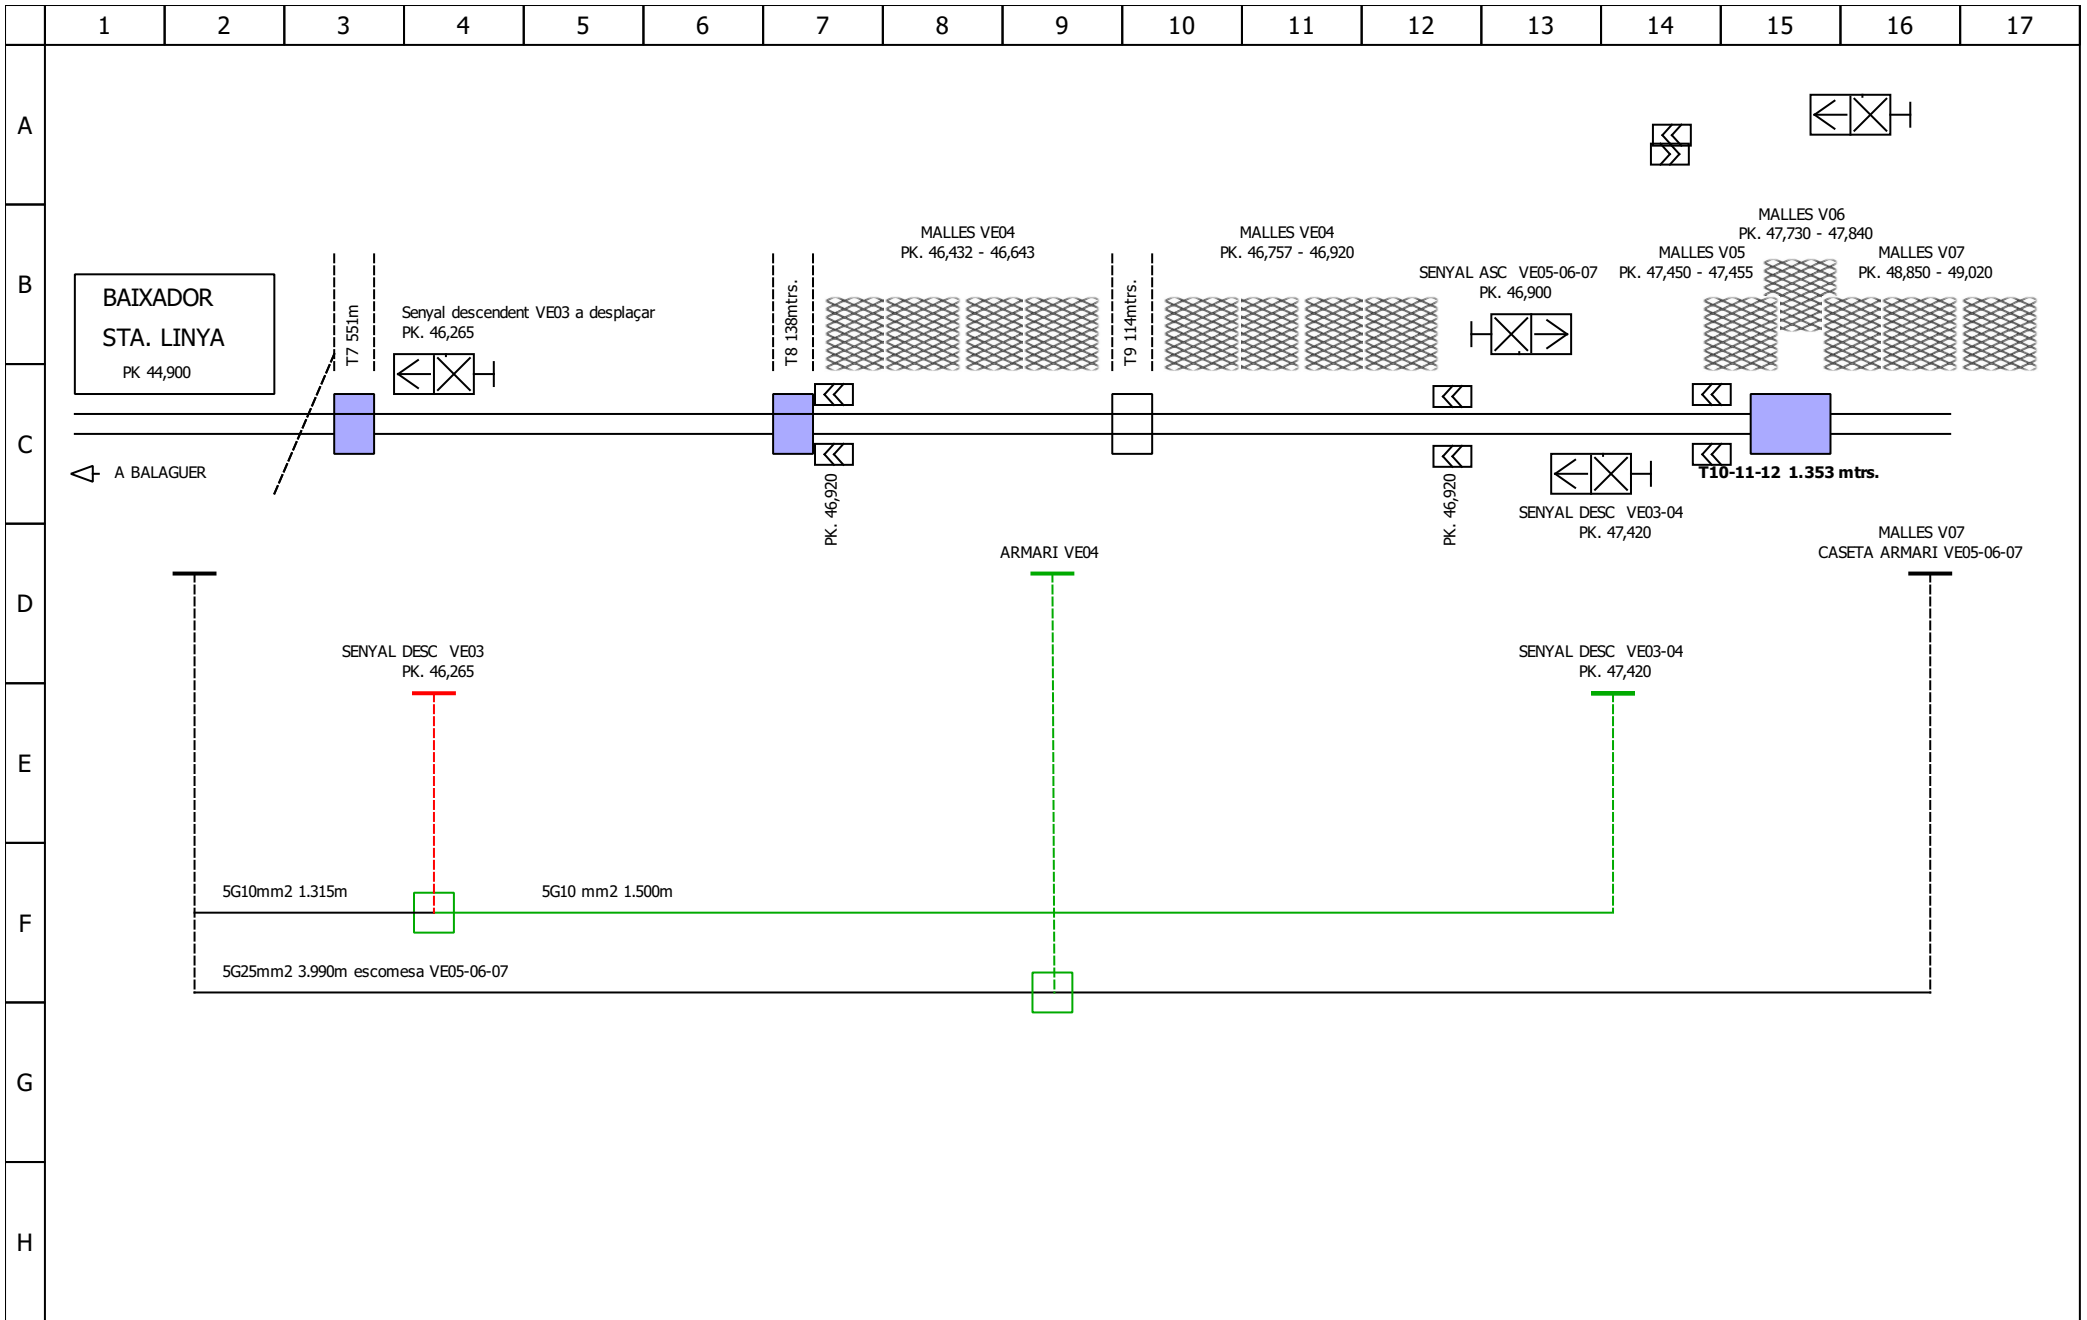 1 2 3 4 5 6 7 8 9 10 11 12 13 14 15 16 17
A
B
C
D
E
F
G
H
BAIXADOR
STA. LINYA
PK 44,900
T7 551m
Senyal descendent VE03 a desplaçar
PK. 46,265
T8 138mtrs.
MALLES VE04
PK. 46,432 - 46,643
T9 114mtrs.
MALLES VE04
PK. 46,757 - 46,920
SENYAL ASC  VE05-06-07
PK. 46,900
MALLES V05
PK. 47,450 - 47,455
MALLES V06
PK. 47,730 - 47,840
MALLES V07
PK. 48,850 - 49,020
A BALAGUER
PK. 46,920
PK. 46,920
T10-11-12 1.353 mtrs.
SENYAL DESC  VE03-04
PK. 47,420
ARMARI VE04
MALLES V07
CASETA ARMARI VE05-06-07
SENYAL DESC  VE03
PK. 46,265
SENYAL DESC  VE03-04
PK. 47,420
5G10mm2 1.315m
5G10 mm2 1.500m
5G25mm2 3.990m escomesa VE05-06-07